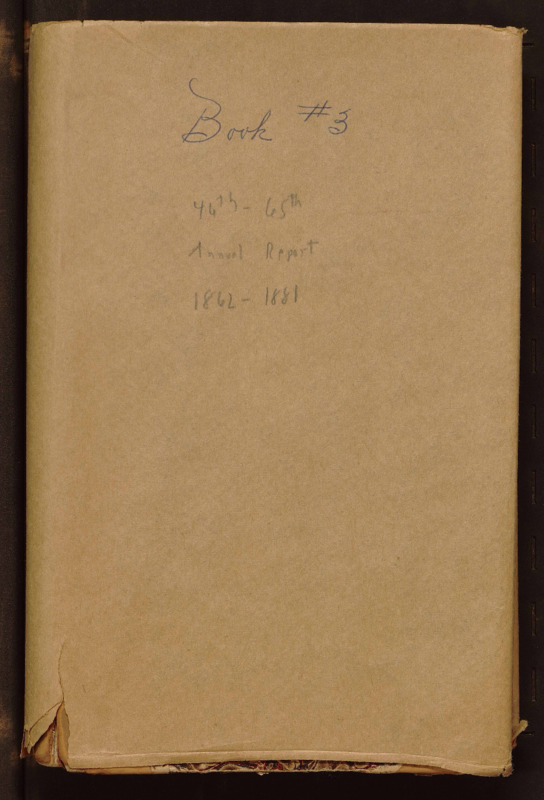 Book #3
46th - 65th
Annual Report
1862 - 1881